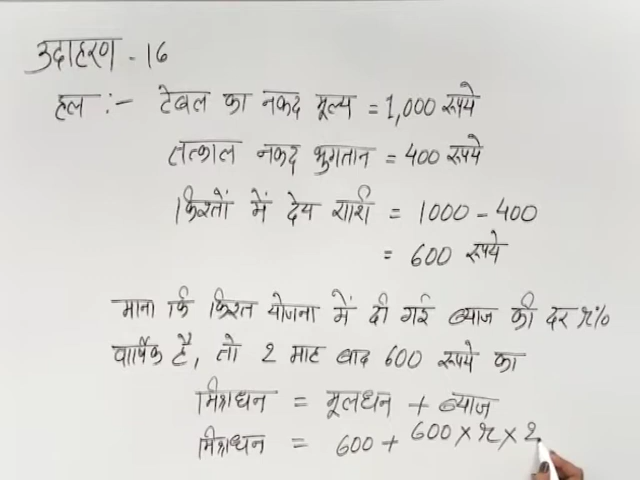 उदाहरण - 16
हल :- टेबल का नकद मूल्य = 1,000 रूपये
तत्काल नकद भुगतान = 400 रूपये
किश्तों में देय राशि = 1000 - 400
= 600 रूपये
माना कि किश्त योजना में दी गई ब्याज की दर r%
वार्षिक है, तो 2 माह बाद 600 रूपये का
मिश्रधन = मूलधन + ब्याज
मिश्रधन = 600 + 600 × r × 2